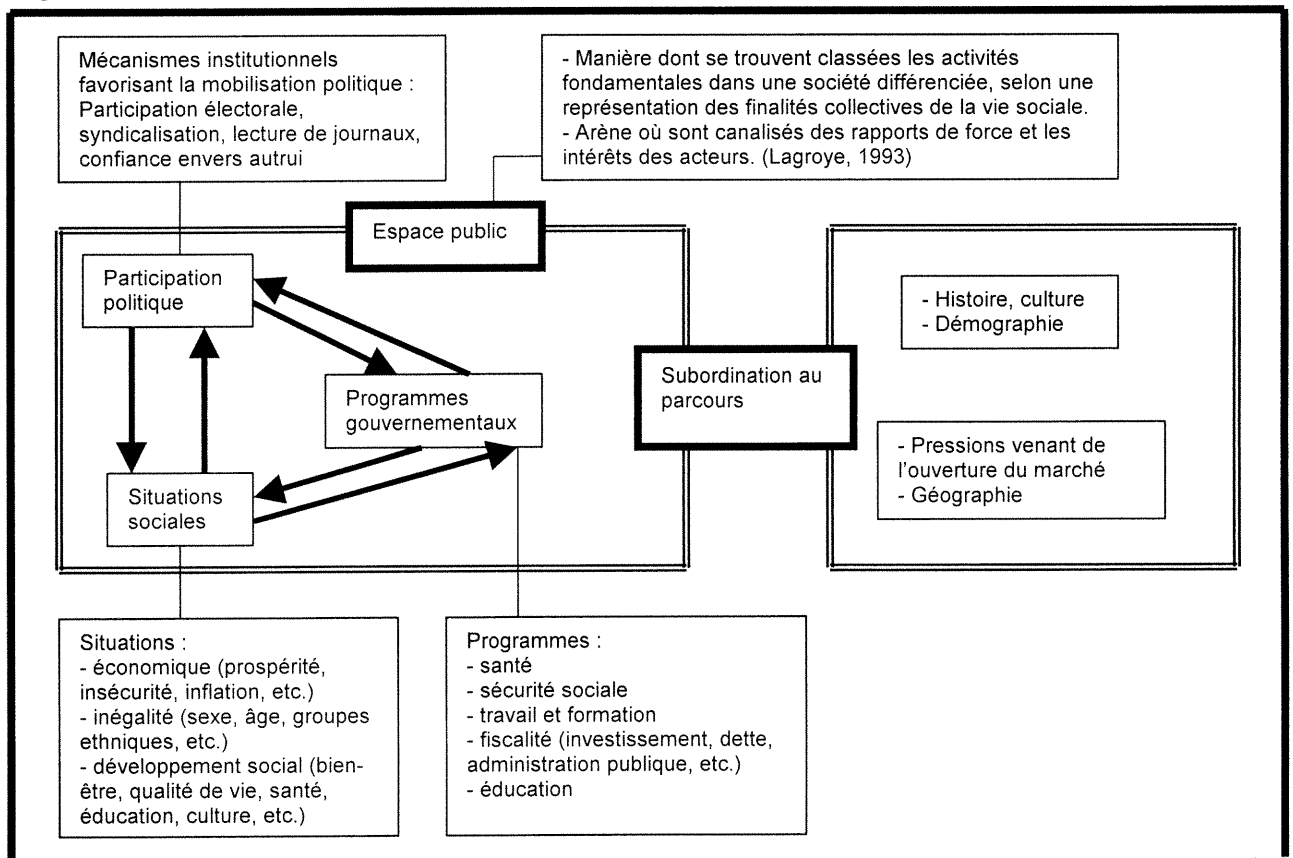 Mécanismes institutionnels
favorisant la mobilisation politique :
Participation électorale,
syndicalisation, lecture de journaux,
confiance envers autrui
- Manière dont se trouvent classées les activités
fondamentales dans une société différenciée, selon une
représentation des finalités collectives de la vie sociale.
- Arène où sont canalisés des rapports de force et les
intérêts des acteurs. (Lagroye, 1993)
Espace public
Participation
politique
- Histoire, culture
- Démographie
Subordination au
parcours
Programmes
gouvernementaux
- Pressions venant de
l'ouverture du marché
- Géographie
Situations
sociales
Situations :
- économique (prospérité,
insécurité, inflation, etc.)
- inégalité (sexe, âge, groupes
ethniques, etc.)
- développement social (bien-
être, qualité de vie, santé,
éducation, culture, etc.)
Programmes :
- santé
- sécurité sociale
- travail et formation
- fiscalité (investissement, dette,
administration publique, etc.)
- éducation